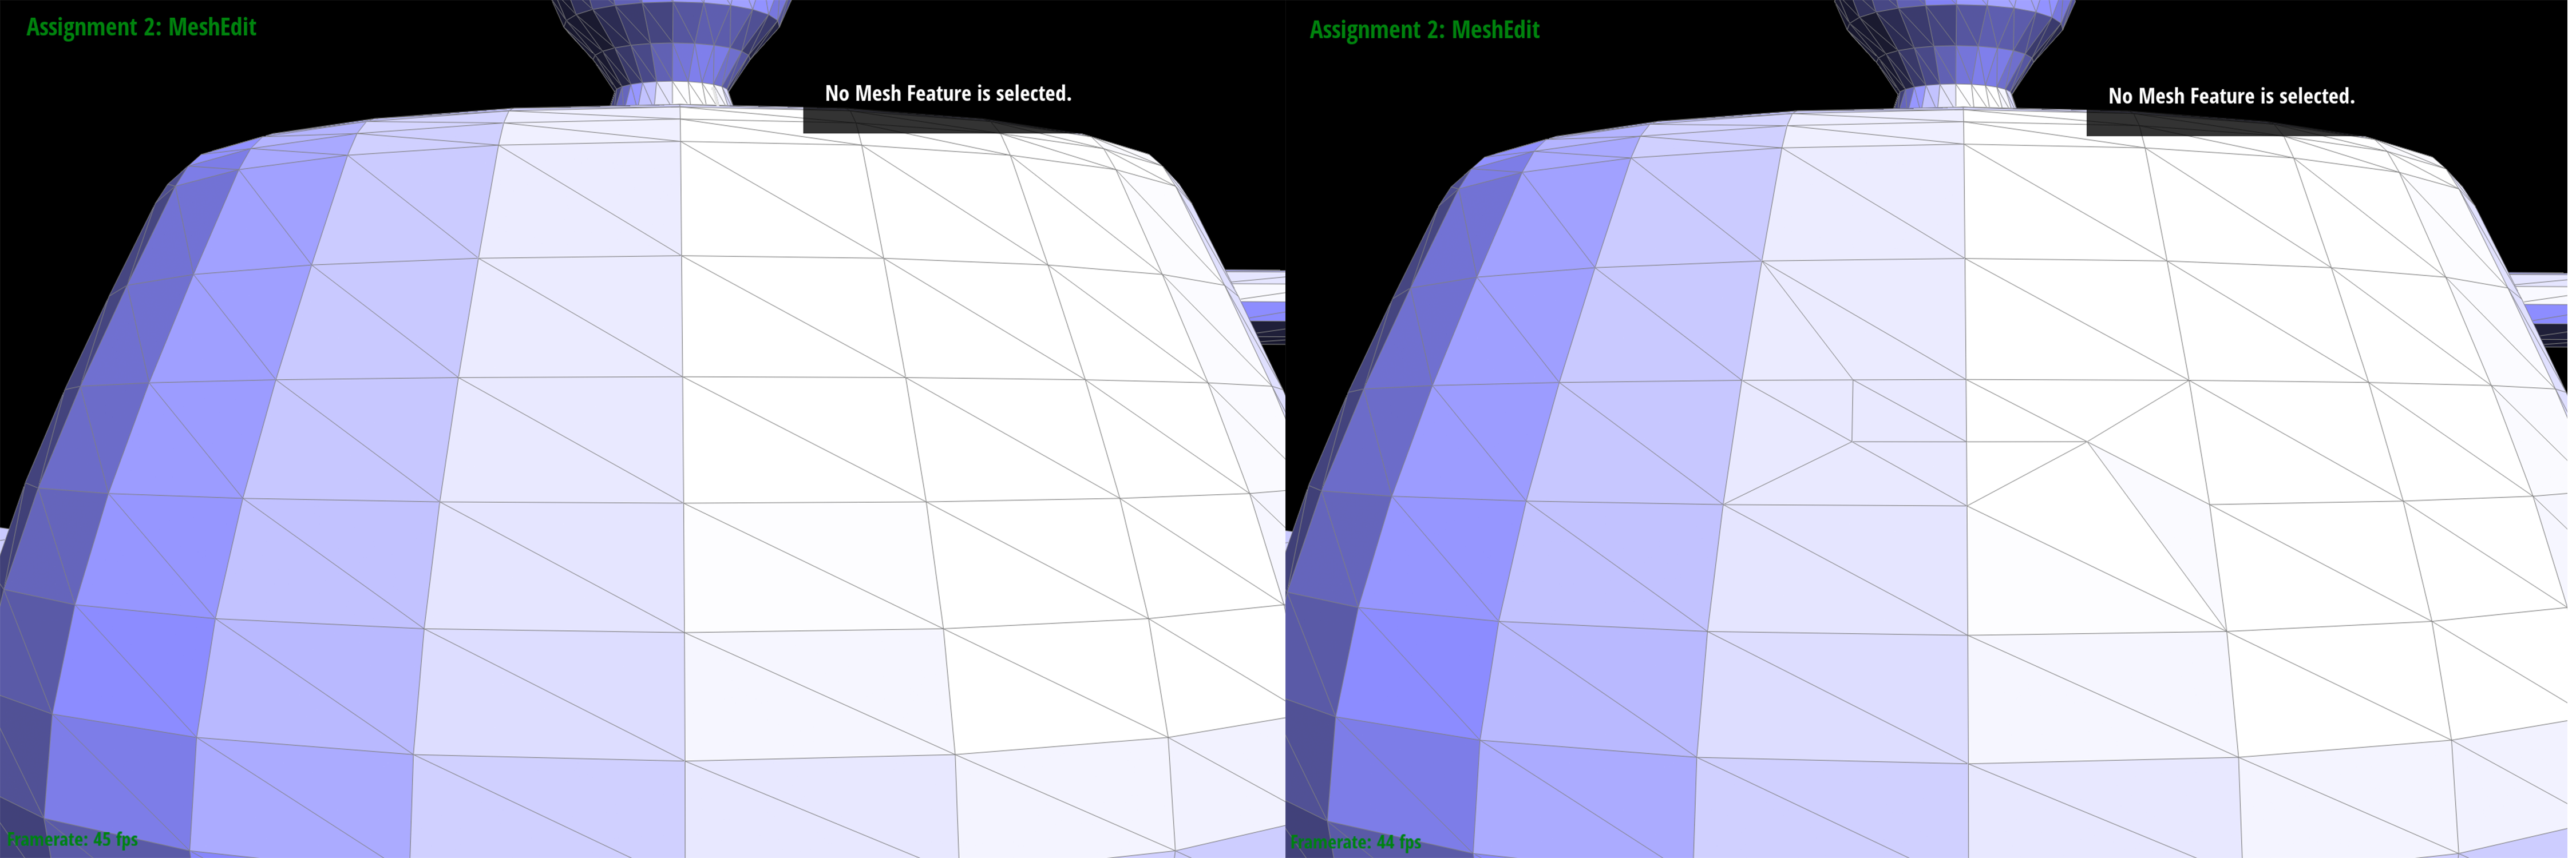 Assignment 2: MeshEdit
No Mesh Feature is selected.
Framerate: 45 fps
Assignment 2: MeshEdit
No Mesh Feature is selected.
Framerate: 44 fps